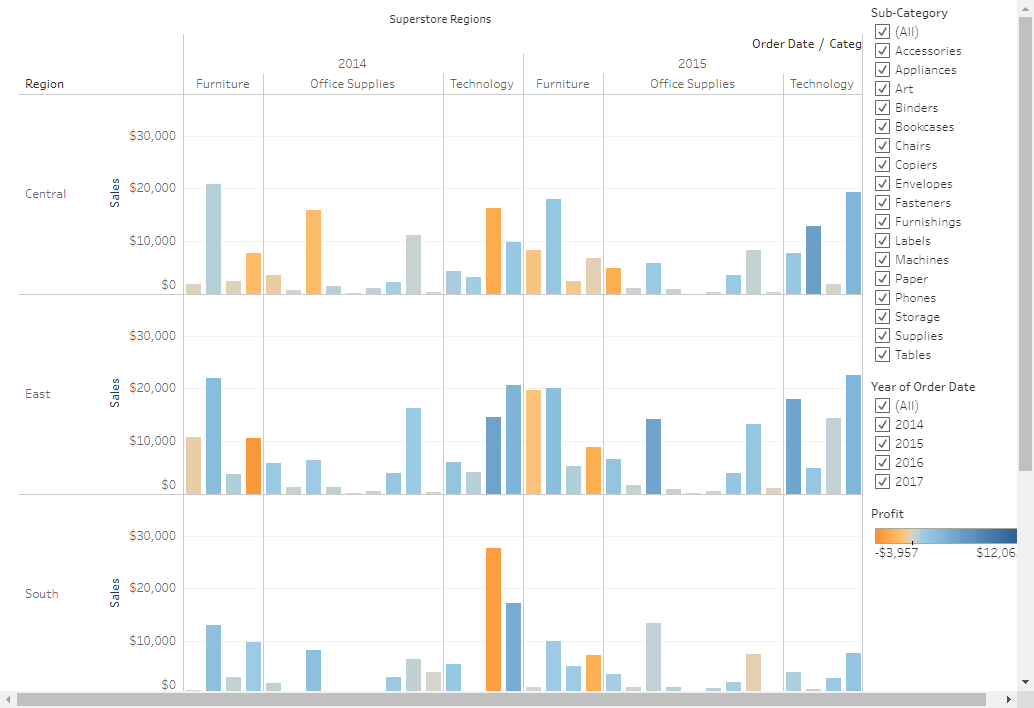 Superstore Regions
Order Date / Categ
2014 2015
Region Furniture Office Supplies Technology Furniture Office Supplies Technology
Central
Sales
$30,000
$20,000
$10,000
$0
East
Sales
$30,000
$20,000
$10,000
$0
South
Sales
$30,000
$20,000
$10,000
$0
Sub-Category
(All)
Accessories
Appliances
Art
Binders
Bookcases
Chairs
Copiers
Envelopes
Fasteners
Furnishings
Labels
Machines
Paper
Phones
Storage
Supplies
Tables
Year of Order Date
(All)
2014
2015
2016
2017
Profit
-$3,957 $12,06